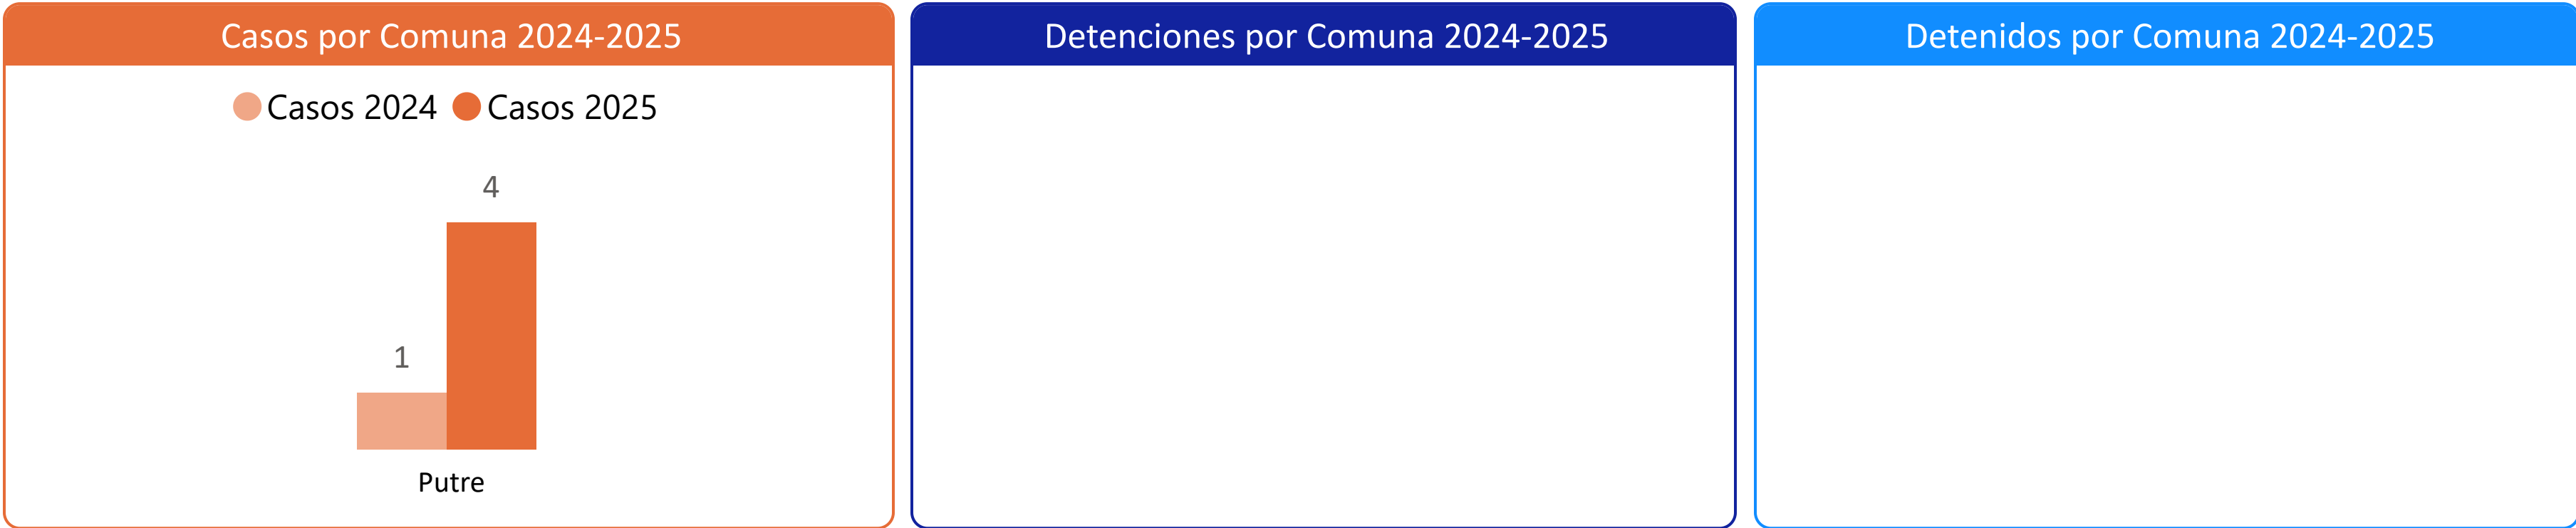 Casos por Comuna 2024-2025
Casos 2024 Casos 2025
4
1
Putre
Detenciones por Comuna 2024-2025
Detenidos por Comuna 2024-2025